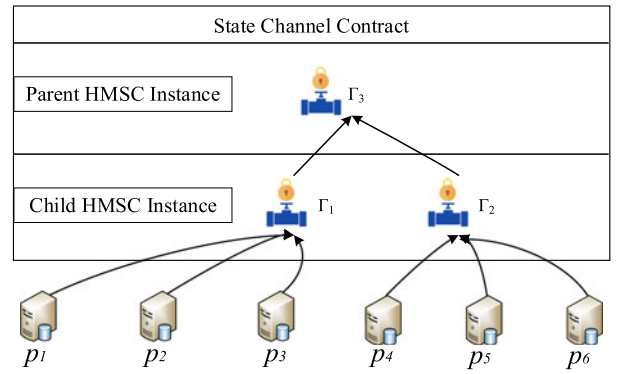 State Channel Contract
Parent HMSC Instance
Γ3
Child HMSC Instance
Γ1
Γ2
p1 p2 p3 p4 p5 p6